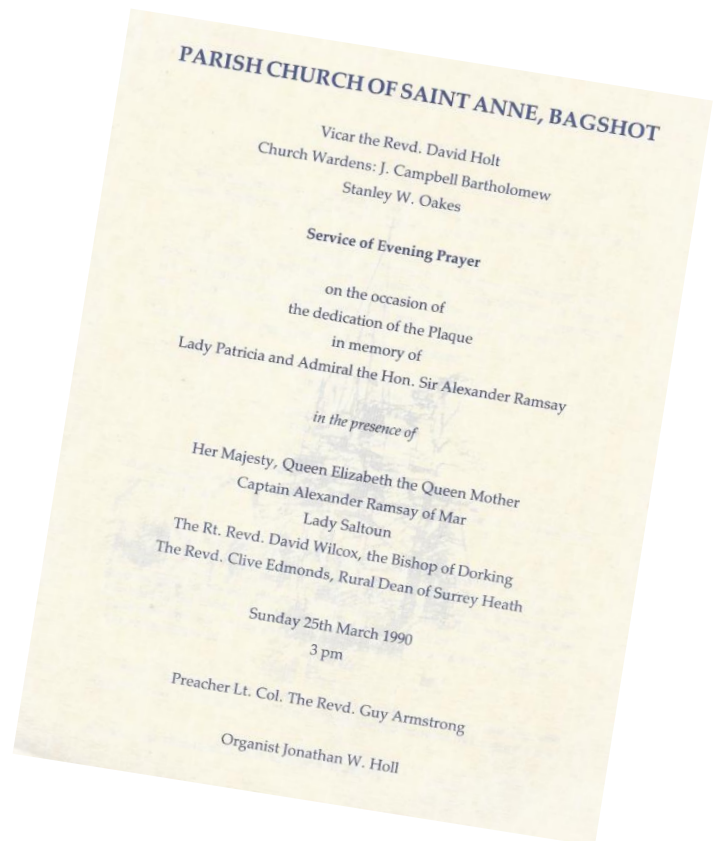 PARISH CHURCH OF SAINT ANNE, BAGSHOT
Vicar the Revd. David Holt
Church Wardens: J. Campbell Bartholomew
Stanley W. Oakes
Service of Evening Prayer
on the occasion of
the dedication of the Plaque
in memory of
Lady Patricia and Admiral the Hon. Sir Alexander Ramsay
in the presence of
Her Majesty, Queen Elizabeth the Queen Mother
Captain Alexander Ramsay of Mar
Lady Saltoun
The Rt. Revd. David Wilcox, the Bishop of Dorking
The Revd. Clive Edmonds, Rural Dean of Surrey Heath
Sunday 25th March 1990
3 pm
Preacher Lt. Col. The Revd. Guy Armstrong
Organist Jonathan W. Holl